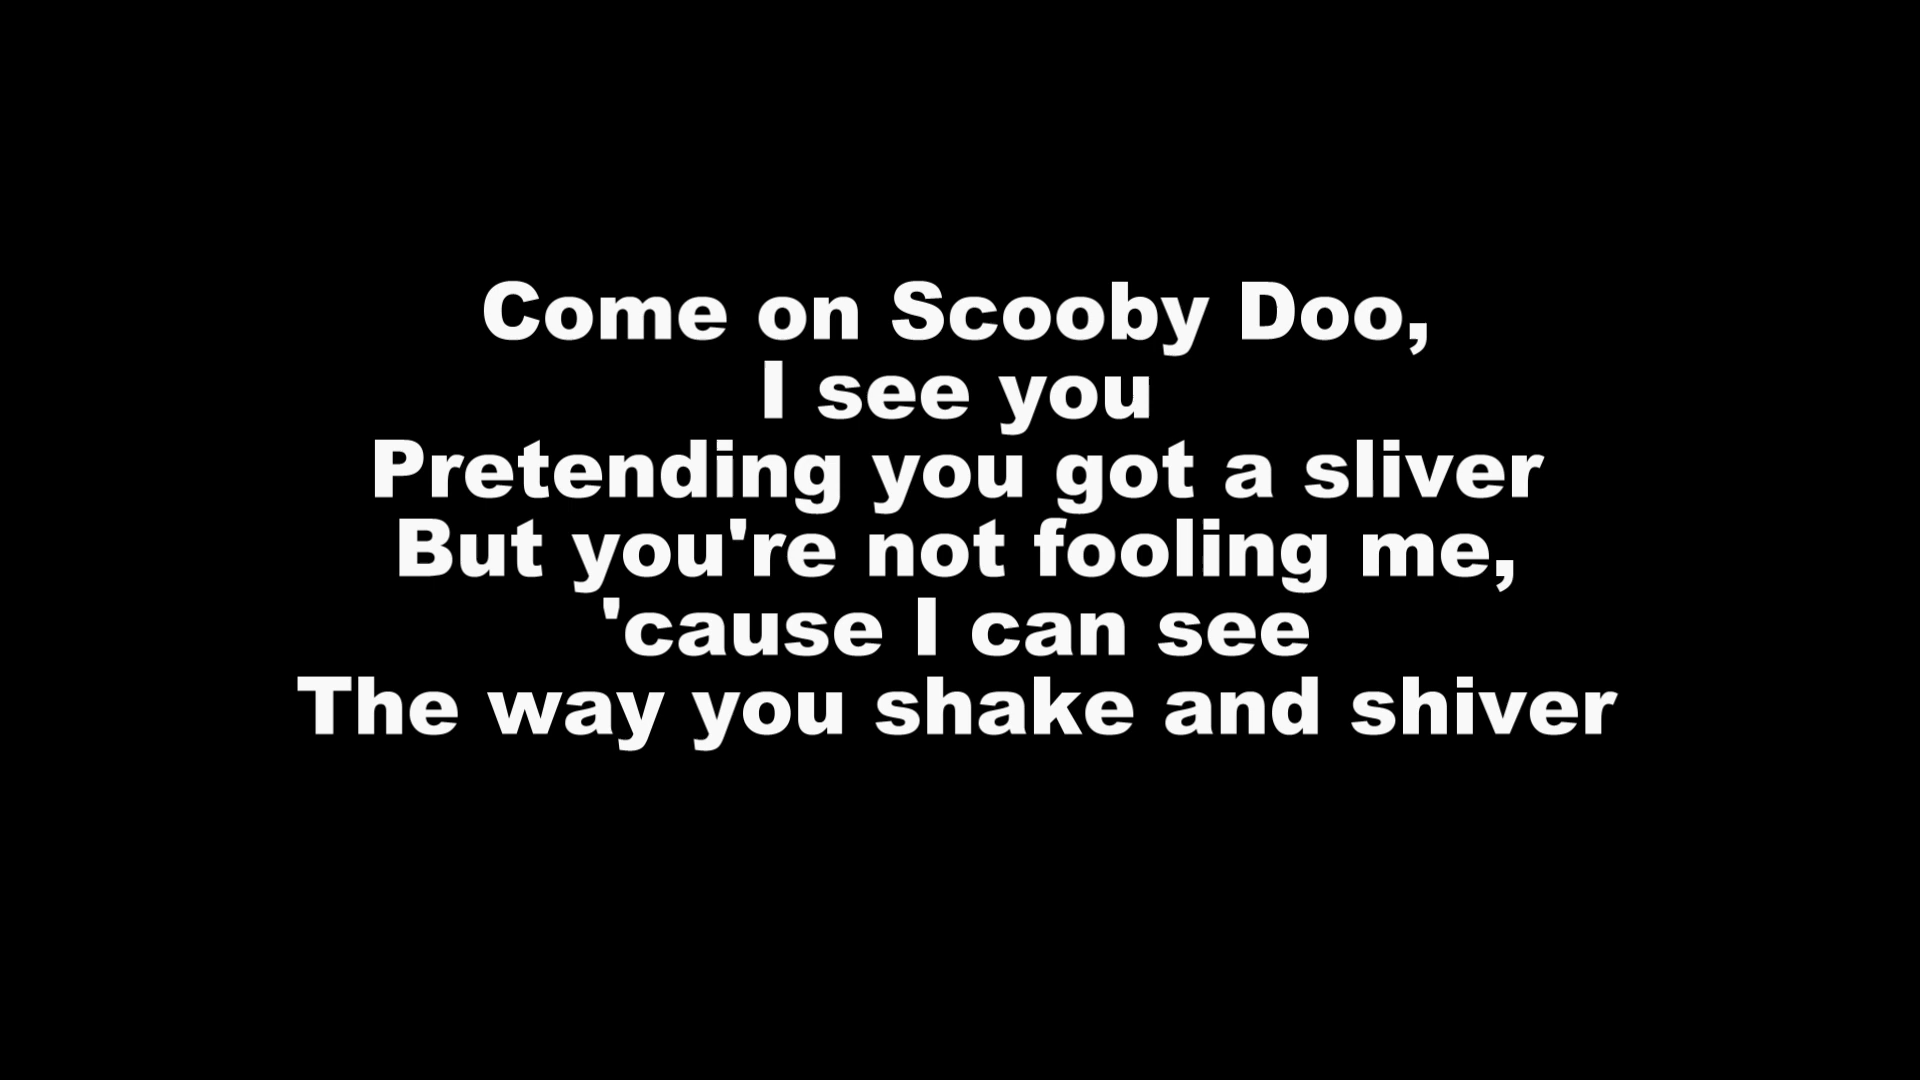 Come on Scooby Doo,
I see you
Pretending you got a sliver
But you're not fooling me,
'cause I can see
The way you shake and shiver